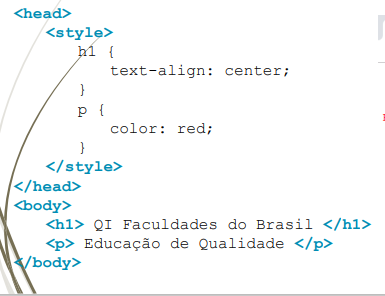 <head>
<style>
h1 {
text-align: center;
}
p {
color: red;
}
</style>
</head>
<body>
<h1> QI Faculdades do Brasil </h1>
<p> Educação de Qualidade </p>
</body>